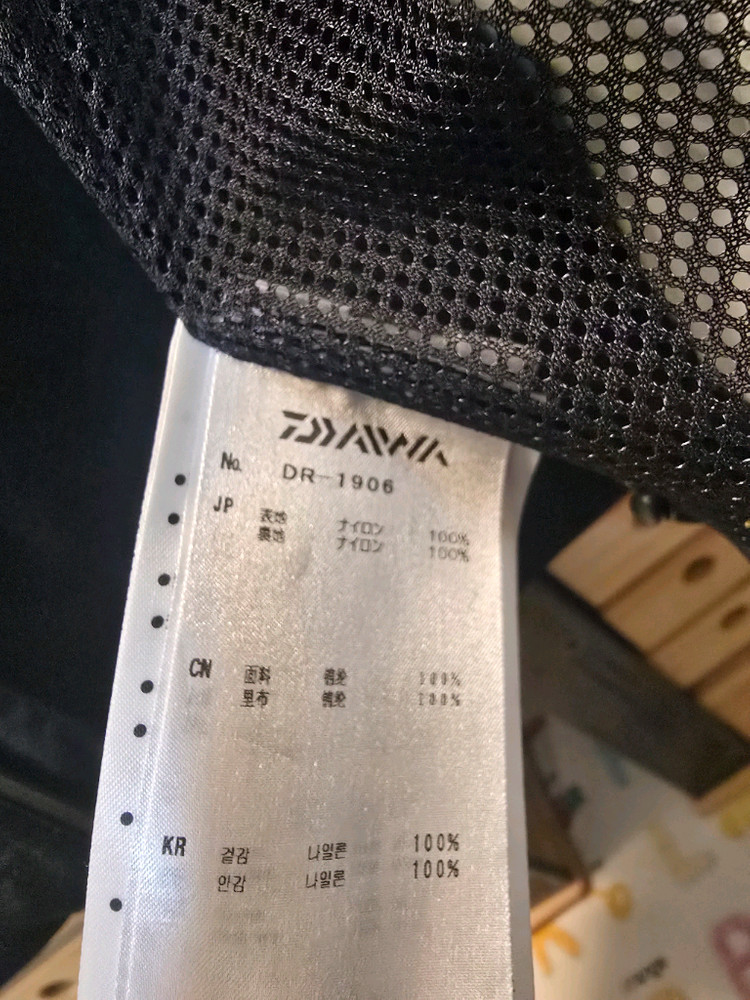 DAIWA
No. DR-1906
JP 表地 ナイロン 100%
裏地 ナイロン 100%
CN 面料 锦纶 100%
里布 锦纶 100%
KR 겉감 나일론 100%
안감 나일론 100%